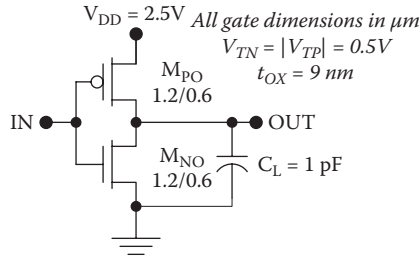 V_DD = 2.5V
All gate dimensions in μm
V_TN = |V_TP| = 0.5V
t_OX = 9 nm
M_PO
1.2/0.6
IN
OUT
M_NO
1.2/0.6
C_L = 1 pF